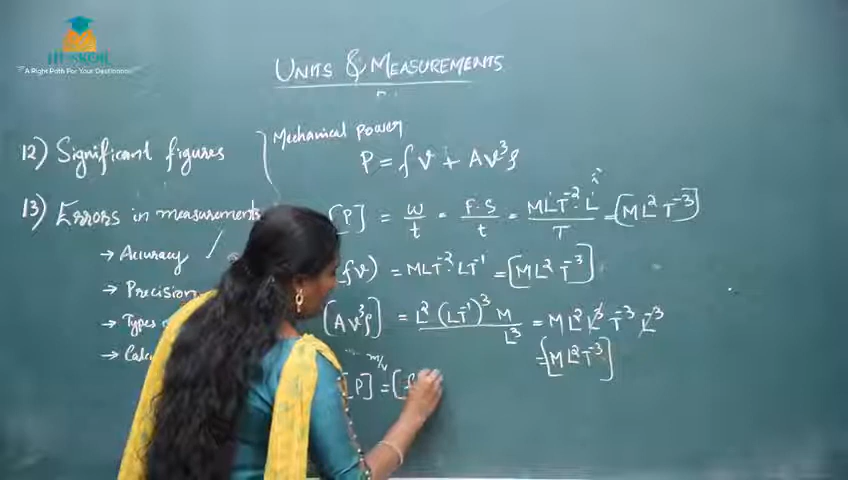 A Right Path For Your Destination
UNITS & MEASUREMENTS
12) Significant figures
13) Errors in measurements
→ Accuracy
→ Precision
→ Types
→ Calc
Mechanical power
P = fv + Av³ρ
[P] = W/t = F·S/t = MLT⁻²·L/T = [ML²T⁻³]
fv) = MLT⁻²·LT⁻¹ = [ML²T⁻³]
[Av³ρ] = L²(LT⁻¹)³ M/L³ = ML²L³T⁻³L⁻³
= [ML²T⁻³]
m/v
[P] = [f